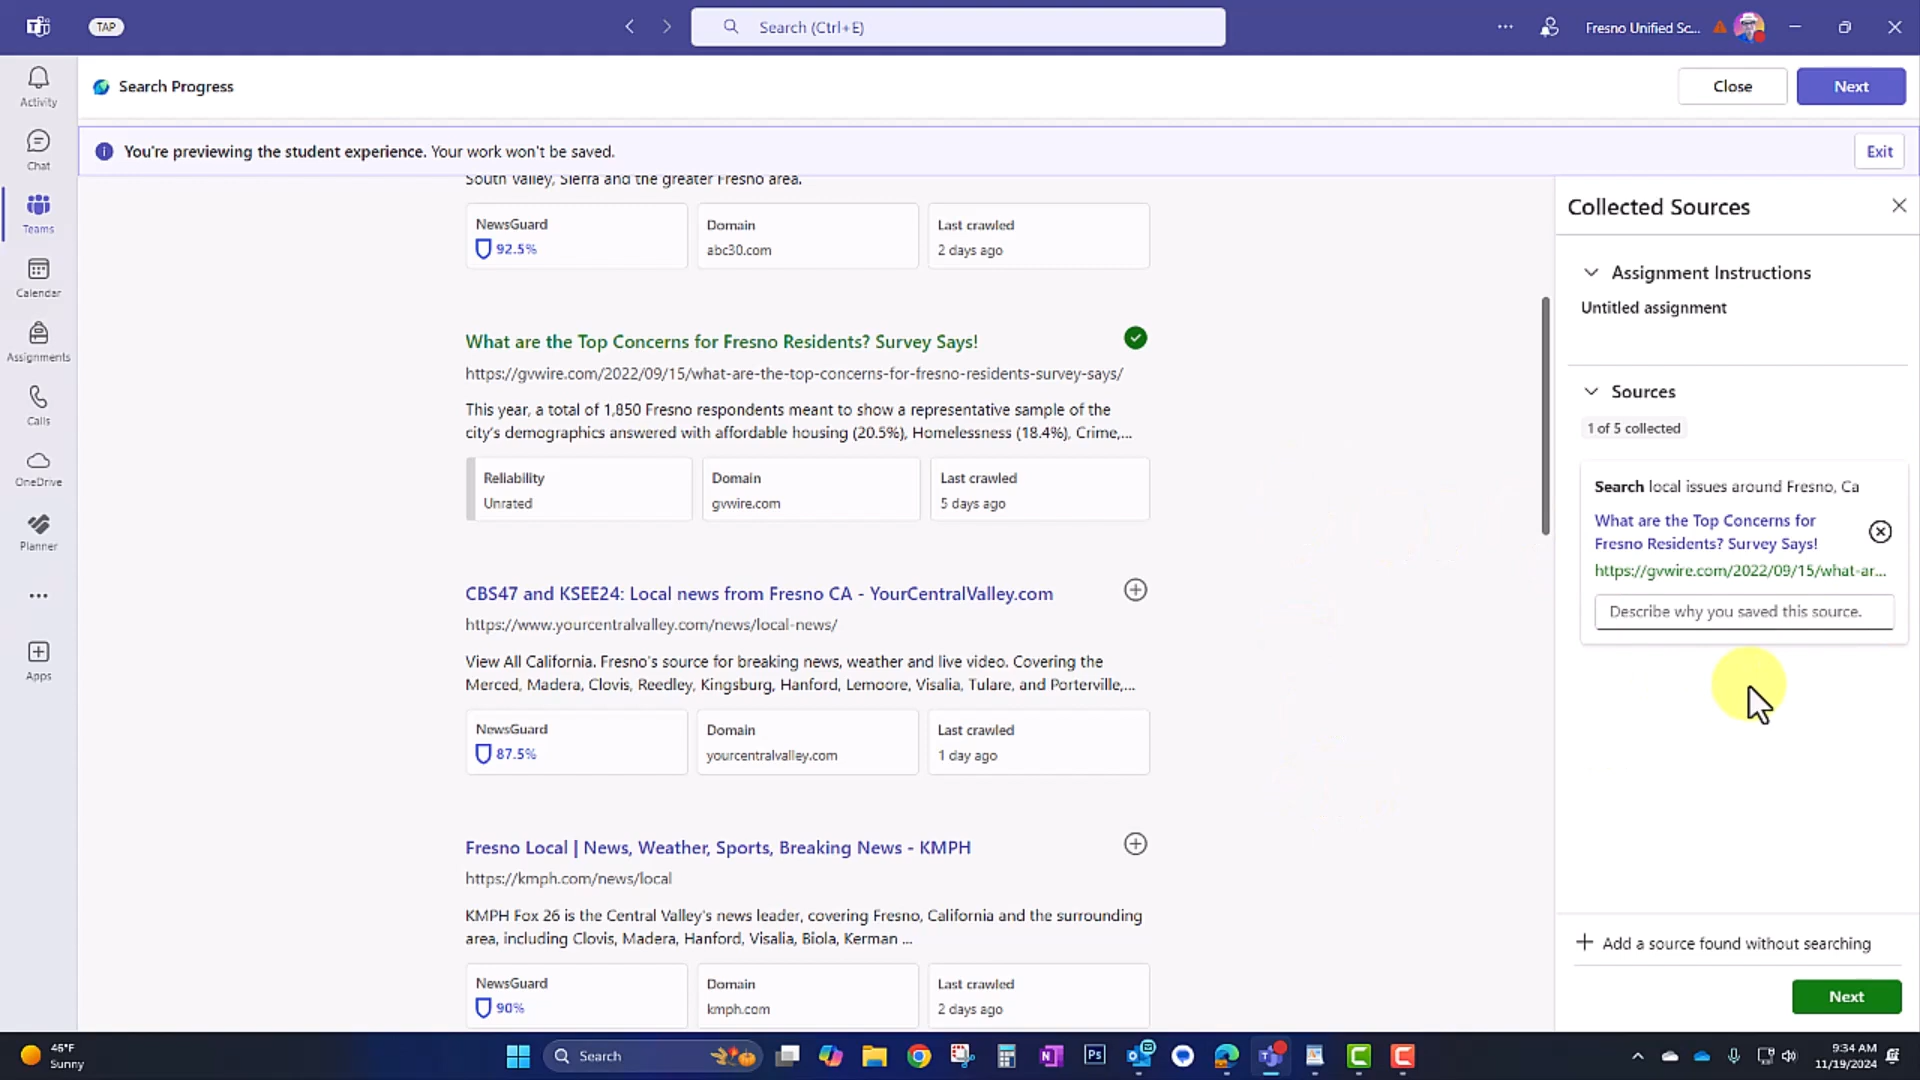 TAP
Search (Ctrl+E)
Fresno Unified Sc...
Activity
Chat
Teams
Calendar
Assignments
Calls
OneDrive
Planner
Apps
Search Progress
Close
Next
You're previewing the student experience. Your work won't be saved.
Exit
South Valley, Sierra and the greater Fresno area.
NewsGuard
92.5%
Domain
abc30.com
Last crawled
2 days ago
What are the Top Concerns for Fresno Residents? Survey Says!
https://gvwire.com/2022/09/15/what-are-the-top-concerns-for-fresno-residents-survey-says/
This year, a total of 1,850 Fresno respondents meant to show a representative sample of the
city's demographics answered with affordable housing (20.5%), Homelessness (18.4%), Crime,...
Reliability
Unrated
Domain
gvwire.com
Last crawled
5 days ago
CBS47 and KSEE24: Local news from Fresno CA - YourCentralValley.com
https://www.yourcentralvalley.com/news/local-news/
View All California. Fresno's source for breaking news, weather and live video. Covering the
Merced, Madera, Clovis, Reedley, Kingsburg, Hanford, Lemoore, Visalia, Tulare, and Porterville,...
NewsGuard
87.5%
Domain
yourcentralvalley.com
Last crawled
1 day ago
Fresno Local | News, Weather, Sports, Breaking News - KMPH
https://kmph.com/news/local
KMPH Fox 26 is the Central Valley's news leader, covering Fresno, California and the surrounding
area, including Clovis, Madera, Hanford, Visalia, Biola, Kerman ...
NewsGuard
90%
Domain
kmph.com
Last crawled
2 days ago
Collected Sources
Assignment Instructions
Untitled assignment
Sources
1 of 5 collected
Search local issues around Fresno, Ca
What are the Top Concerns for
Fresno Residents? Survey Says!
https://gvwire.com/2022/09/15/what-ar...
Describe why you saved this source.
Add a source found without searching
Next
46°F
Sunny
Search
Ps
9:34 AM
11/19/2024